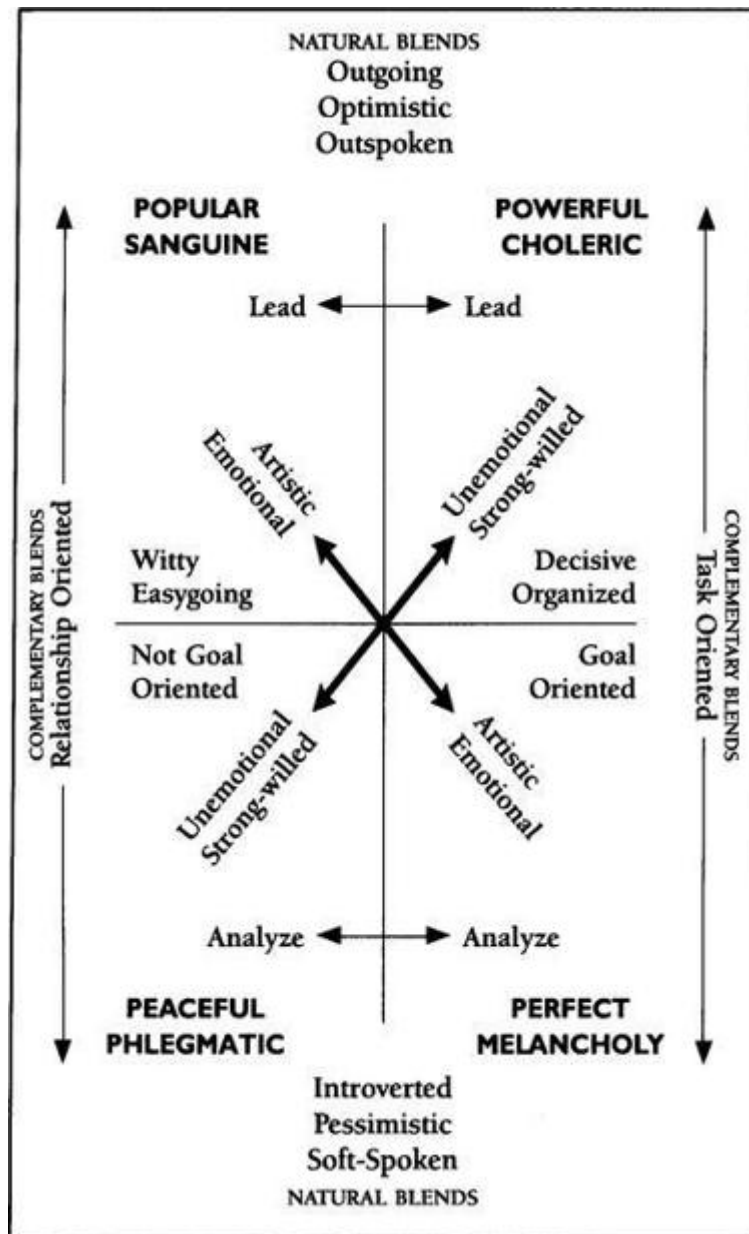 NATURAL BLENDS
Outgoing
Optimistic
Outspoken
POPULAR
SANGUINE
POWERFUL
CHOLERIC
Lead
Lead
Artistic
Emotional
Unemotional
Strong-willed
COMPLEMENTARY BLENDS
Relationship Oriented
Witty
Easygoing
Decisive
Organized
COMPLEMENTARY BLENDS
Task Oriented
Not Goal
Oriented
Goal
Oriented
Unemotional
Strong-willed
Artistic
Emotional
Analyze
Analyze
PEACEFUL
PHLEGMATIC
PERFECT
MELANCHOLY
Introverted
Pessimistic
Soft-Spoken
NATURAL BLENDS